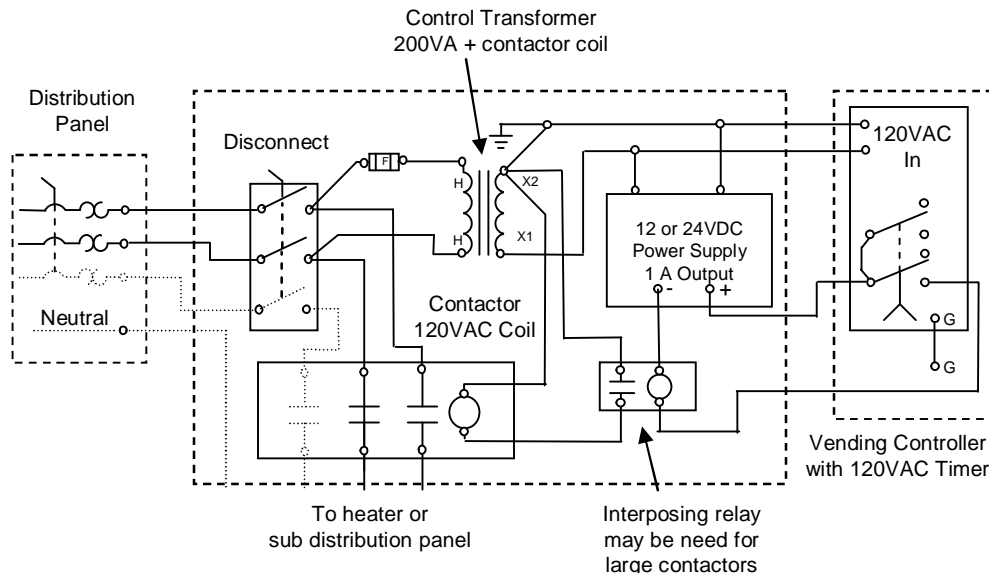 Control Transformer
200VA + contactor coil
Distribution
Panel
Disconnect
F
H
H
X2
X1
120VAC
In
12 or 24VDC
Power Supply
1 A Output
- +
Neutral
Contactor
120VAC Coil
G
G
Vending Controller
with 120VAC Timer
To heater or
sub distribution panel
Interposing relay
may be need for
large contactors